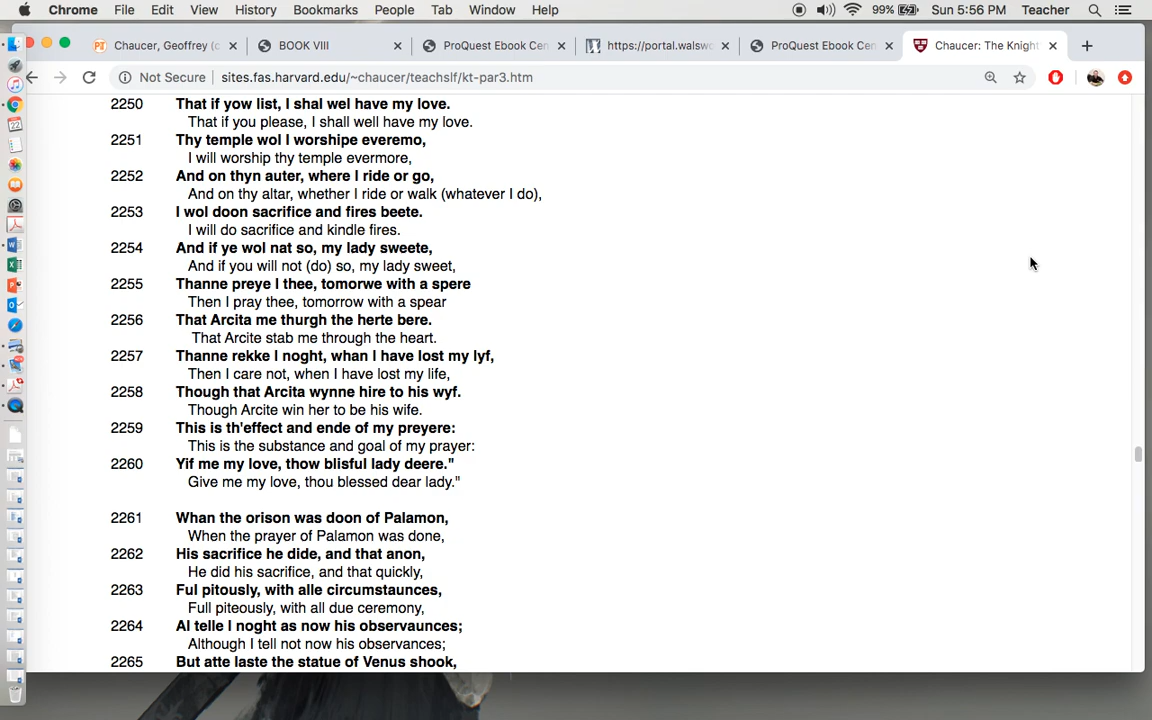 Chrome File Edit View History Bookmarks People Tab Window Help 99% Sun 5:56 PM Teacher
Chaucer, Geoffrey (c BOOK VIII ProQuest Ebook Cen https://portal.walswo ProQuest Ebook Cen Chaucer: The Knight
Not Secure sites.fas.harvard.edu/~chaucer/teachslf/kt-par3.htm
2250 That if yow list, I shal wel have my love.
That if you please, I shall well have my love.
2251 Thy temple wol I worshipe everemo,
I will worship thy temple evermore,
2252 And on thyn auter, where I ride or go,
And on thy altar, whether I ride or walk (whatever I do),
2253 I wol doon sacrifice and fires beete.
I will do sacrifice and kindle fires.
2254 And if ye wol nat so, my lady sweete,
And if you will not (do) so, my lady sweet,
2255 Thanne preye I thee, tomorwe with a spere
Then I pray thee, tomorrow with a spear
2256 That Arcita me thurgh the herte bere.
That Arcite stab me through the heart.
2257 Thanne rekke I noght, whan I have lost my lyf,
Then I care not, when I have lost my life,
2258 Though that Arcita wynne hire to his wyf.
Though Arcite win her to be his wife.
2259 This is th'effect and ende of my preyere:
This is the substance and goal of my prayer:
2260 Yif me my love, thow blisful lady deere."
Give me my love, thou blessed dear lady."
2261 Whan the orison was doon of Palamon,
When the prayer of Palamon was done,
2262 His sacrifice he dide, and that anon,
He did his sacrifice, and that quickly,
2263 Ful pitously, with alle circumstaunces,
Full piteously, with all due ceremony,
2264 Al telle I noght as now his observaunces;
Although I tell not now his observances;
2265 But atte laste the statue of Venus shook,